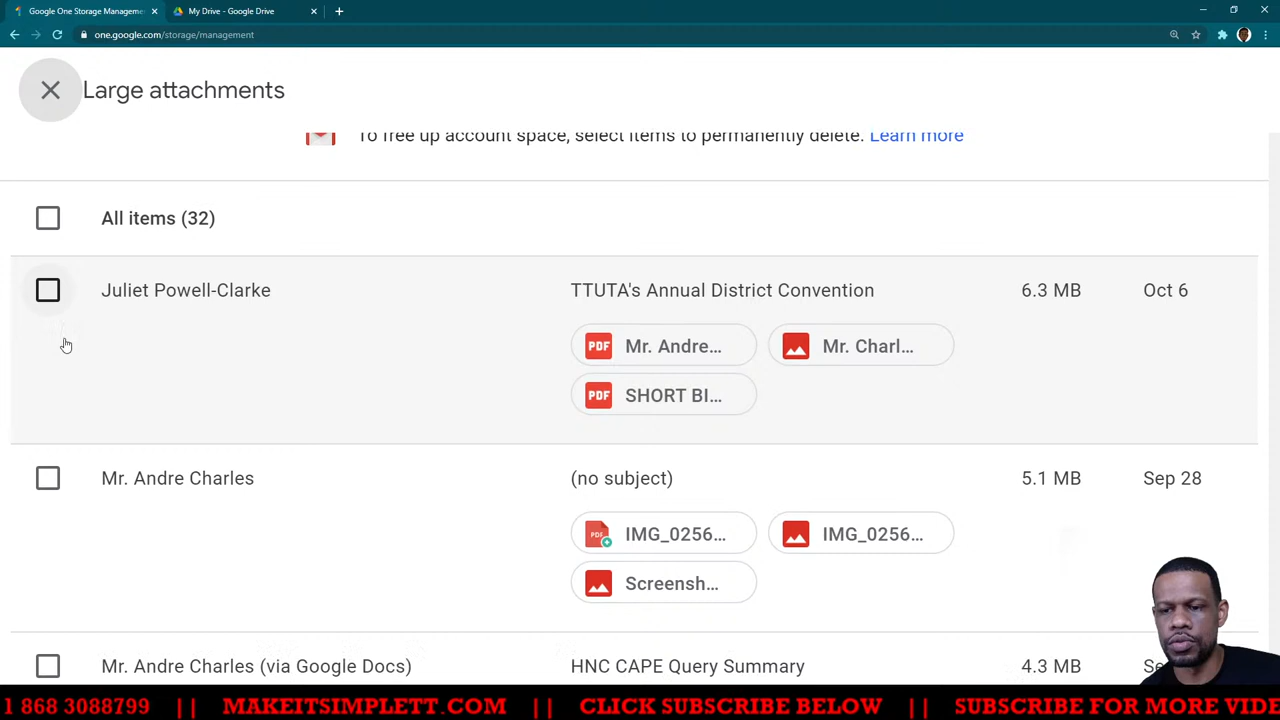 Google One Storage Manageme
My Drive - Google Drive
one.google.com/storage/management
Large attachments
To free up account space, select items to permanently delete. Learn more
All items (32)
Juliet Powell-Clarke
TTUTA's Annual District Convention
6.3 MB
Oct 6
PDF Mr. Andre...
Mr. Charl...
PDF SHORT BI...
Mr. Andre Charles
(no subject)
5.1 MB
Sep 28
PDF IMG_0256...
IMG_0256...
Screensh...
Mr. Andre Charles (via Google Docs)
HNC CAPE Query Summary
4.3 MB
1 868 3088799 || MAKEITSIMPLETT.COM || CLICK SUBSCRIBE BELOW || SUBSCRIBE FOR MORE VIDE